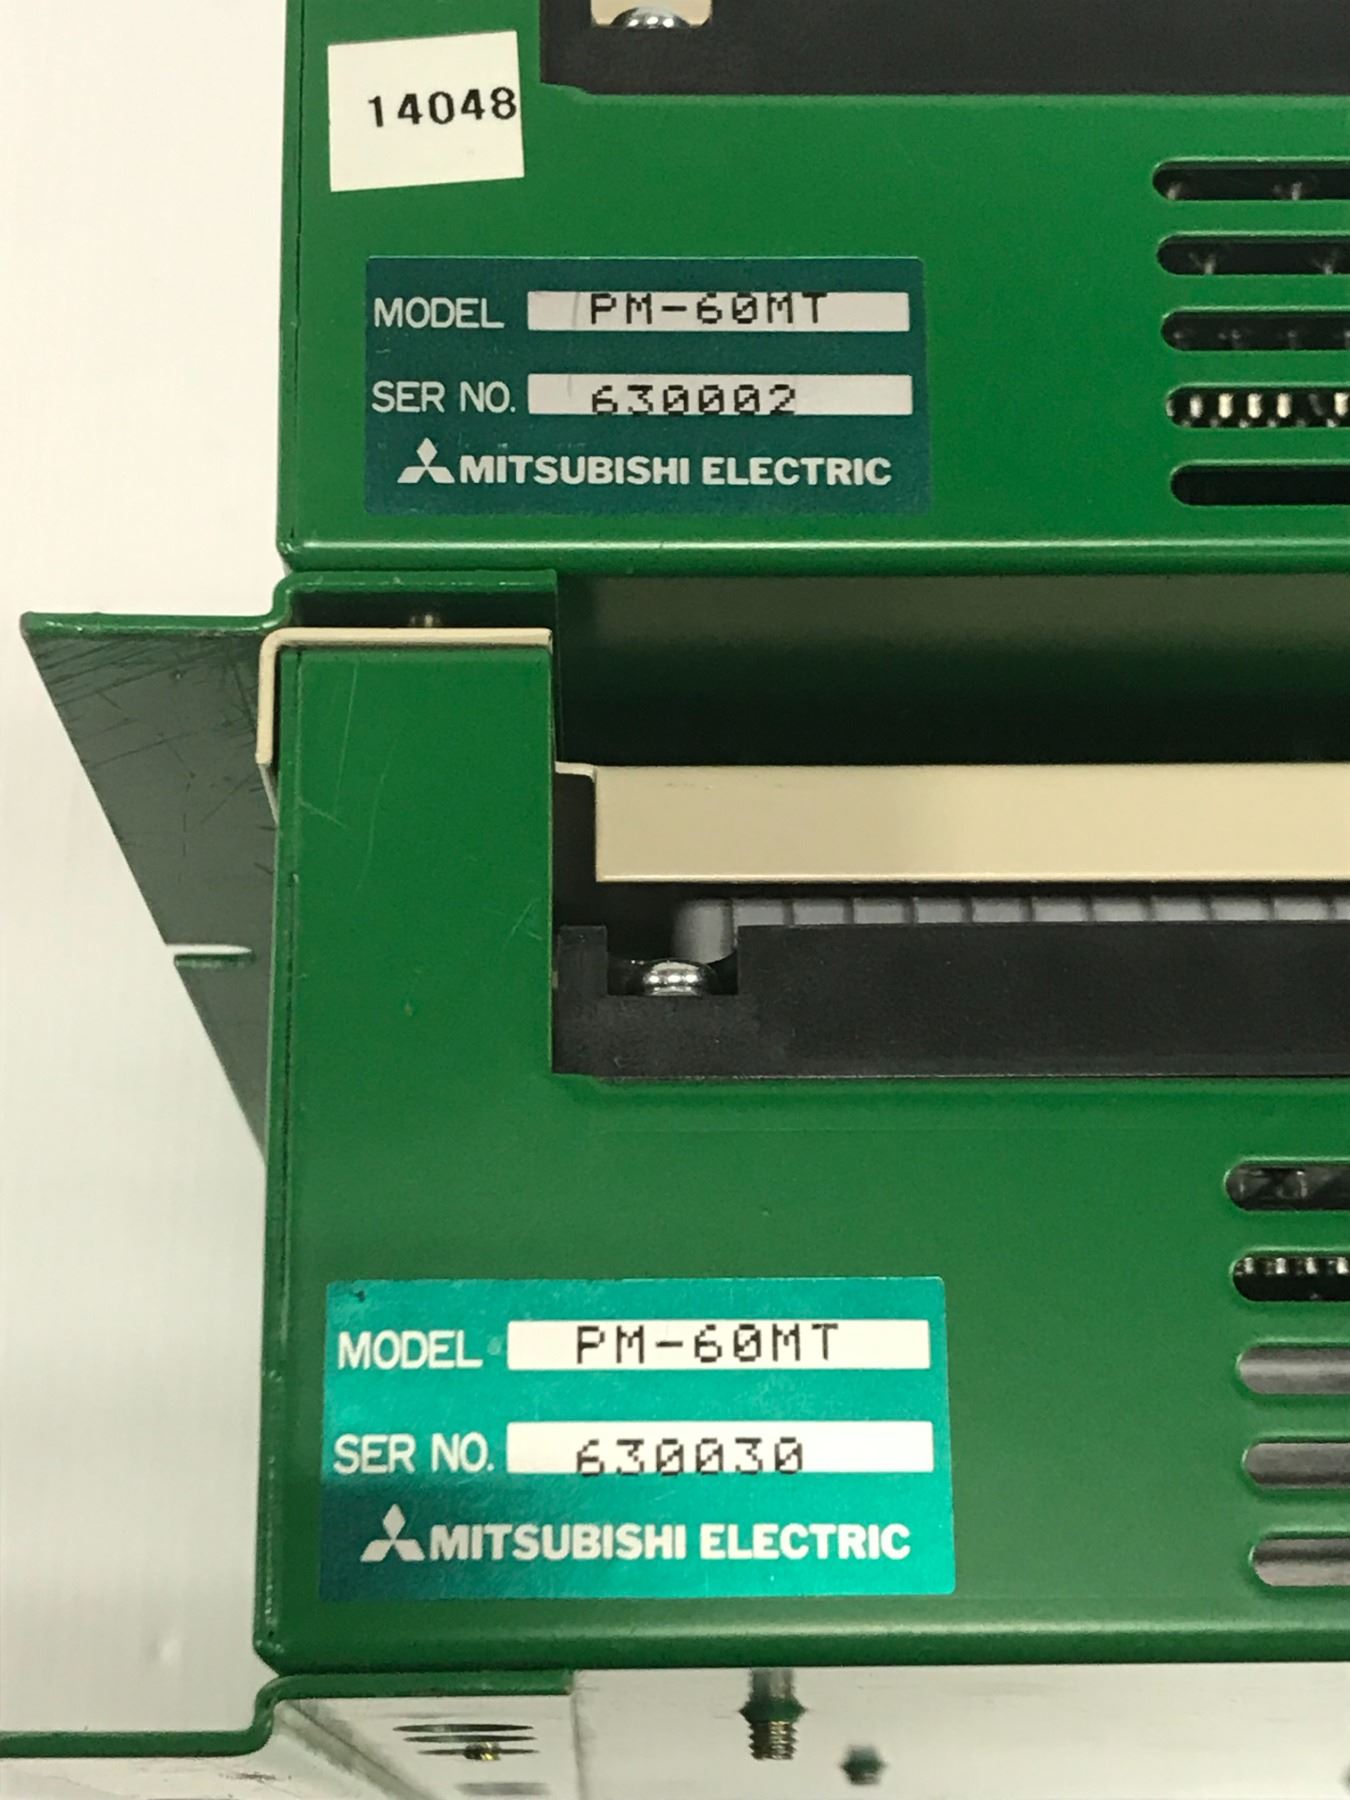 14048
MODEL PM-60MT
SER NO. 630002
MITSUBISHI ELECTRIC
MODEL PM-60MT
SER NO. 630030
MITSUBISHI ELECTRIC